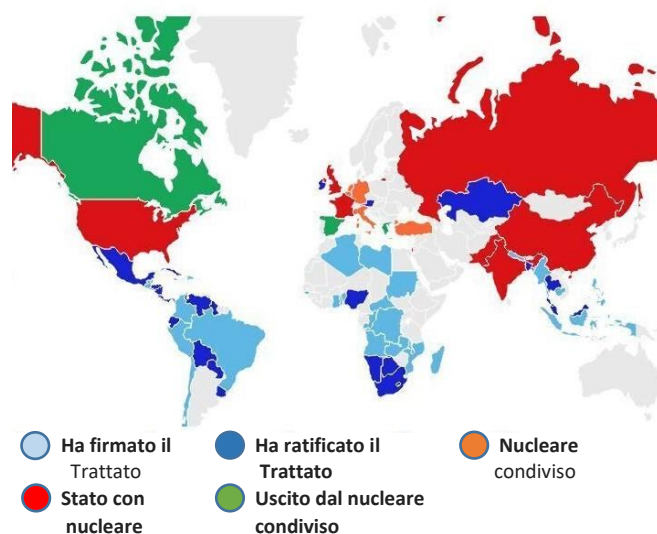 Ha firmato il
Trattato
Ha ratificato il
Trattato
Nucleare
condiviso
Stato con
nucleare
Uscito dal nucleare
condiviso